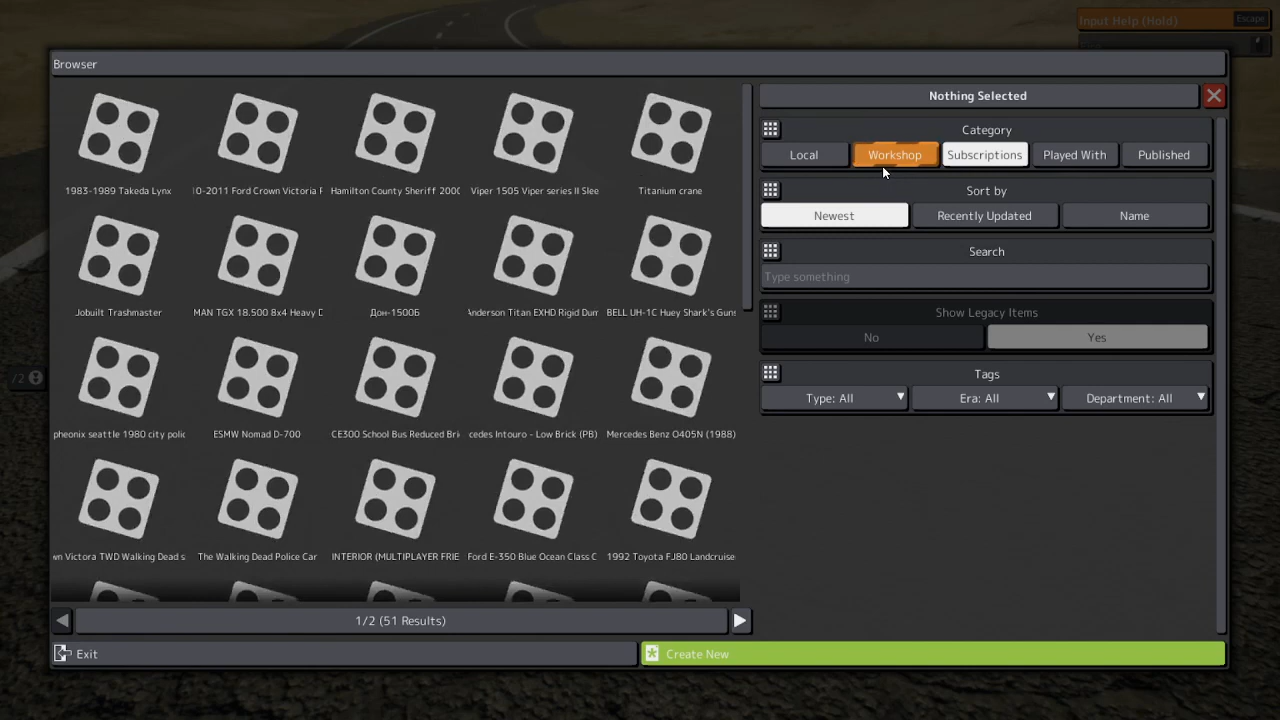 Input Help (Hold)
Escape
Browser
Nothing Selected
Category
Local
Workshop
Subscriptions
Played With
Published
Sort by
Newest
Recently Updated
Name
Search
Type something
Show Legacy Items
No
Yes
Tags
Type: All
Era: All
Department: All
1983-1989 Takeda Lynx
0-2011 Ford Crown Victoria F
Hamilton County Sheriff 200
Viper 1505 Viper series II Slee
Titanium crane
Jobuilt Trashmaster
MAN TGX 18.500 8x4 Heavy D
Дон-1500Б
Anderson Titan EXHD Rigid Dum
BELL UH-1C Huey Shark's Guns
pheonix seattle 1980 city polic
ESMW Nomad D-700
CE300 School Bus Reduced Bri
cedes Intouro - Low Brick (PB)
Mercedes Benz O405N (1988)
wn Victora TWD Walking Dead s
The Walking Dead Police Car
INTERIOR (MULTIPLAYER FRIE
Ford E-350 Blue Ocean Class C
1992 Toyota FJ80 Landcruise
/2
1/2 (51 Results)
Exit
Create New